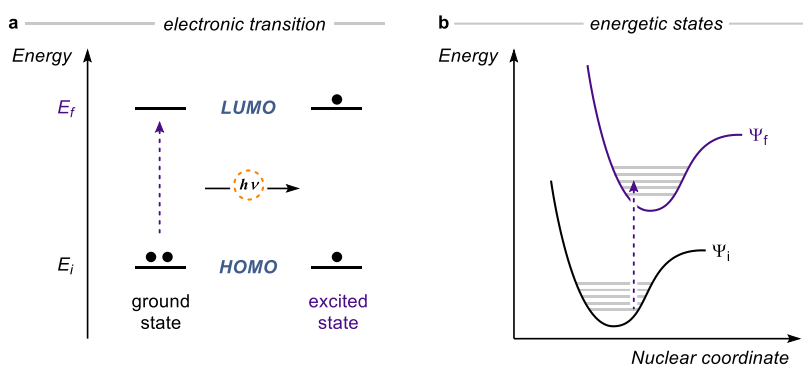 a electronic transition
Energy
E_f LUMO
hν
E_i HOMO
ground state
excited state
b energetic states
Energy
Ψ_f
Ψ_i
Nuclear coordinate